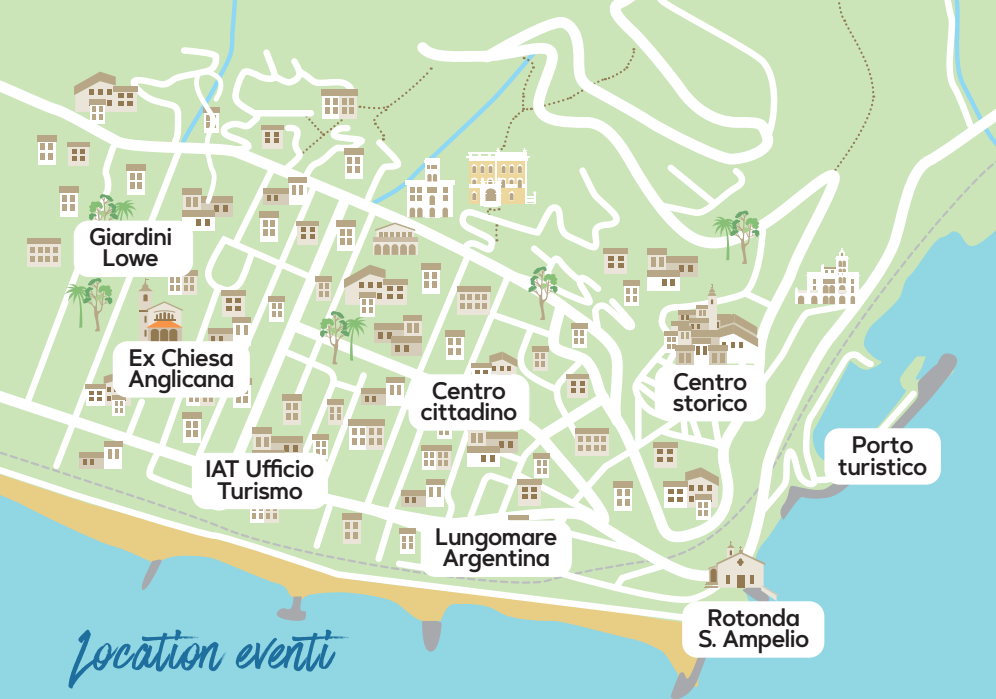 Giardini
Lowe
Ex Chiesa
Anglicana
Centro
cittadino
Centro
storico
Porto
turistico
IAT Ufficio
Turismo
Lungomare
Argentina
Rotonda
S. Ampelio
Location eventi